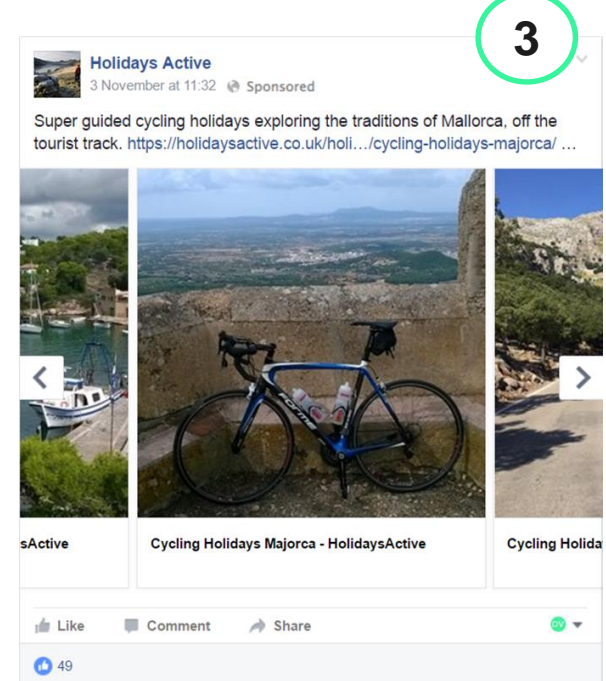 3
Holidays Active
3 November at 11:32 Sponsored
Super guided cycling holidays exploring the traditions of Mallorca, off the
tourist track. https://holidaysactive.co.uk/holi…/cycling-holidays-majorca/ …
FORME
sActive
Cycling Holidays Majorca - HolidaysActive
Cycling Holida
Like Comment Share DV
49